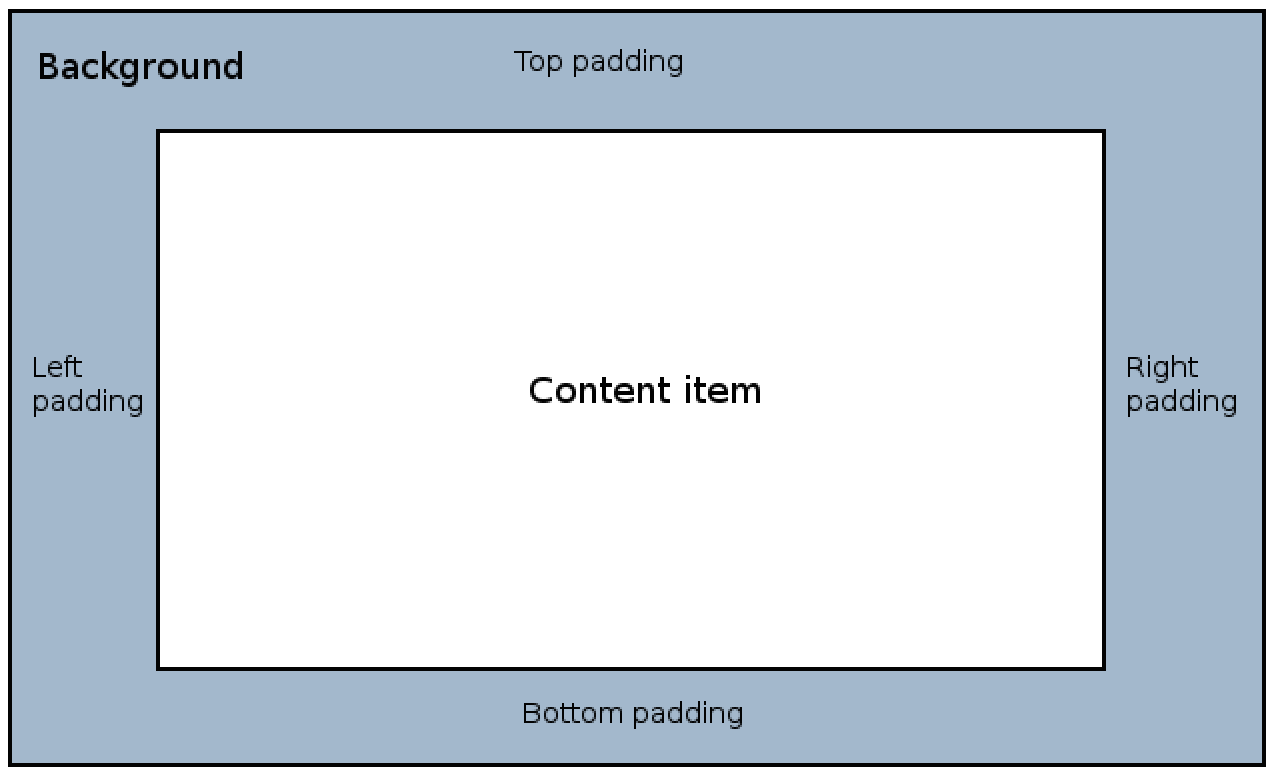 Background
Top padding
Left
padding
Content item
Right
padding
Bottom padding